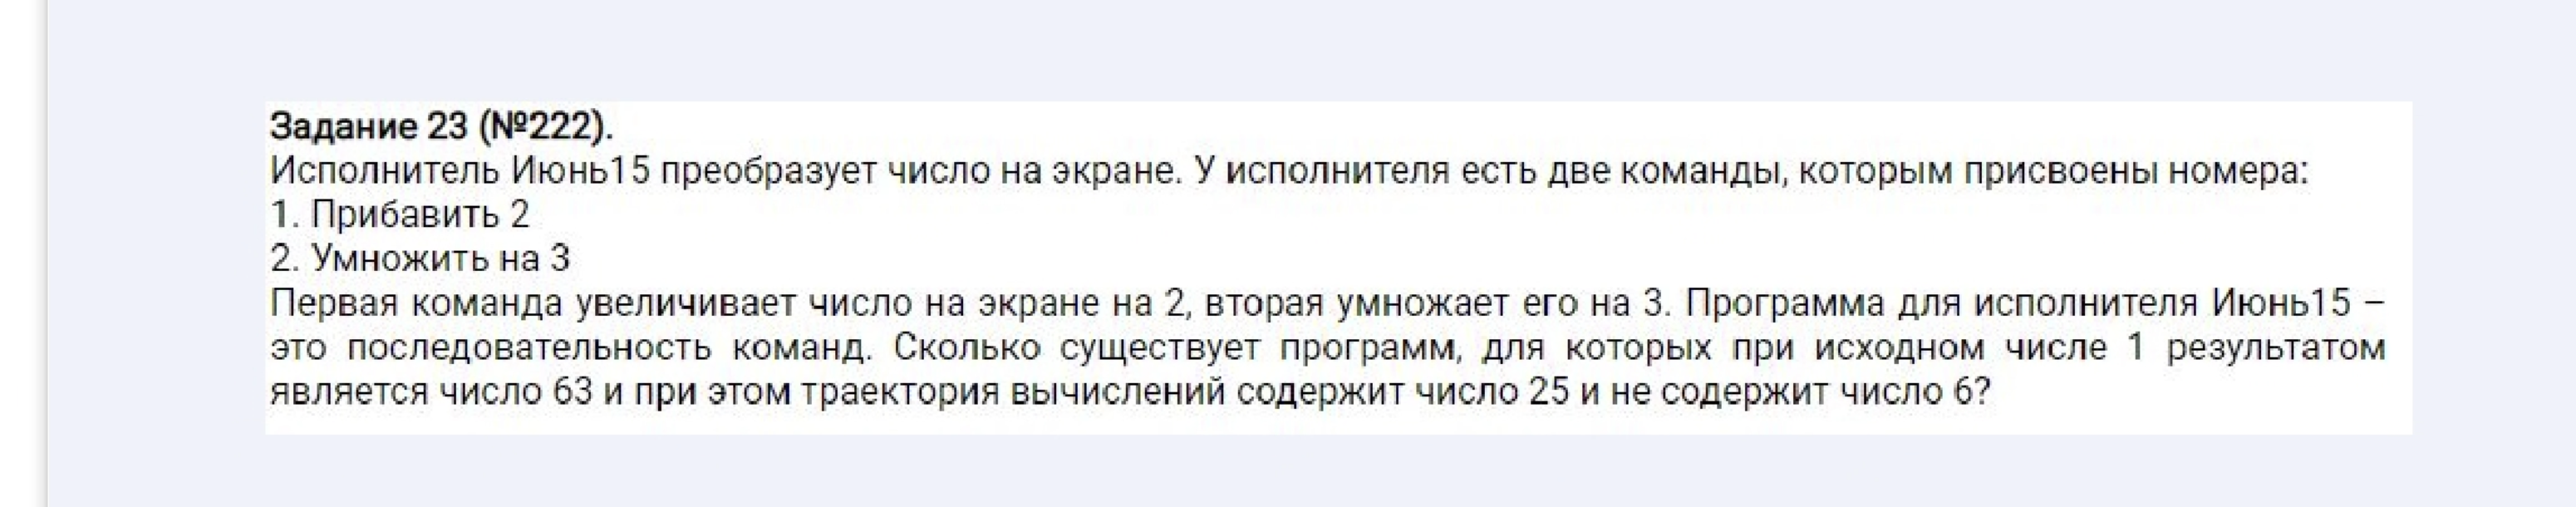 Задание 23 (№222).
Исполнитель Июнь15 преобразует число на экране. У исполнителя есть две команды, которым присвоены номера:
1. Прибавить 2
2. Умножить на 3
Первая команда увеличивает число на экране на 2, вторая умножает его на 3. Программа для исполнителя Июнь15 –
это последовательность команд. Сколько существует программ, для которых при исходном числе 1 результатом
является число 63 и при этом траектория вычислений содержит число 25 и не содержит число 6?